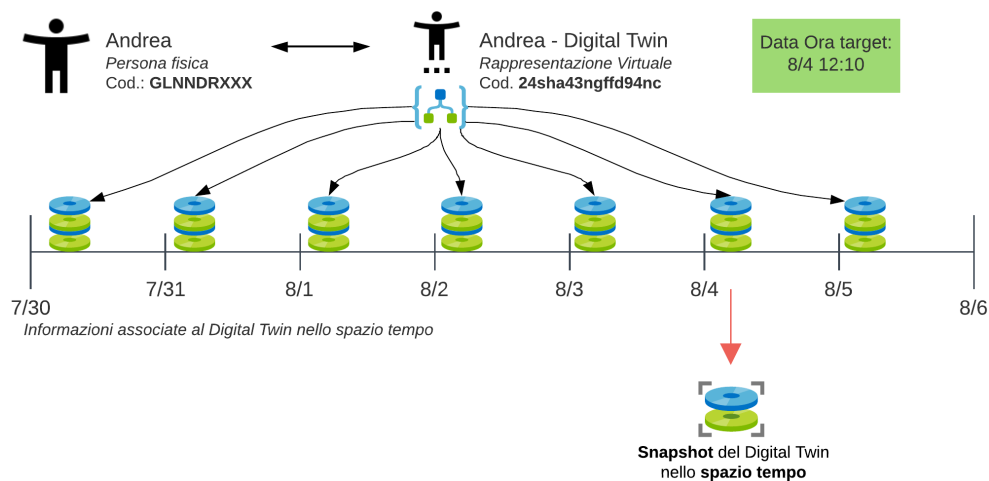 Andrea
Persona fisica
Cod.: GLNNDRXXX
Andrea - Digital Twin
Rappresentazione Virtuale
Cod. 24sha43ngffd94nc
Data Ora target:
8/4 12:10
7/30
7/31
8/1
8/2
8/3
8/4
8/5
8/6
Informazioni associate al Digital Twin nello spazio tempo
Snapshot del Digital Twin
nello spazio tempo